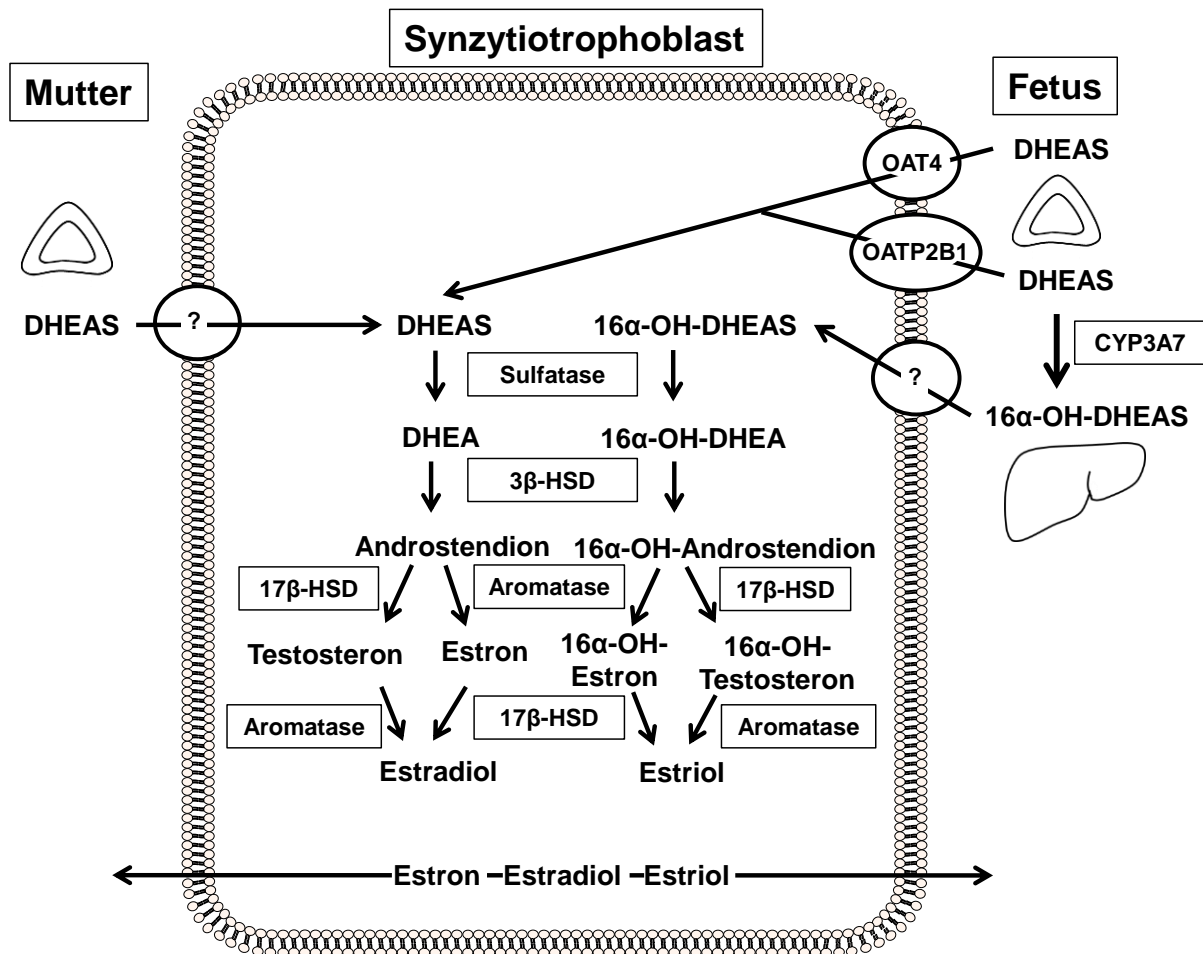 Synzytiotrophoblast
Mutter
Fetus
OAT4
DHEAS
OATP2B1
DHEAS
DHEAS
?
DHEAS
16α-OH-DHEAS
CYP3A7
?
Sulfatase
16α-OH-DHEAS
DHEA
16α-OH-DHEA
3β-HSD
Androstendion
16α-OH-Androstendion
17β-HSD
Aromatase
17β-HSD
Testosteron
Estron
16α-OH-
Estron
16α-OH-
Testosteron
Aromatase
17β-HSD
Aromatase
Estradiol
Estriol
Estron –Estradiol –Estriol